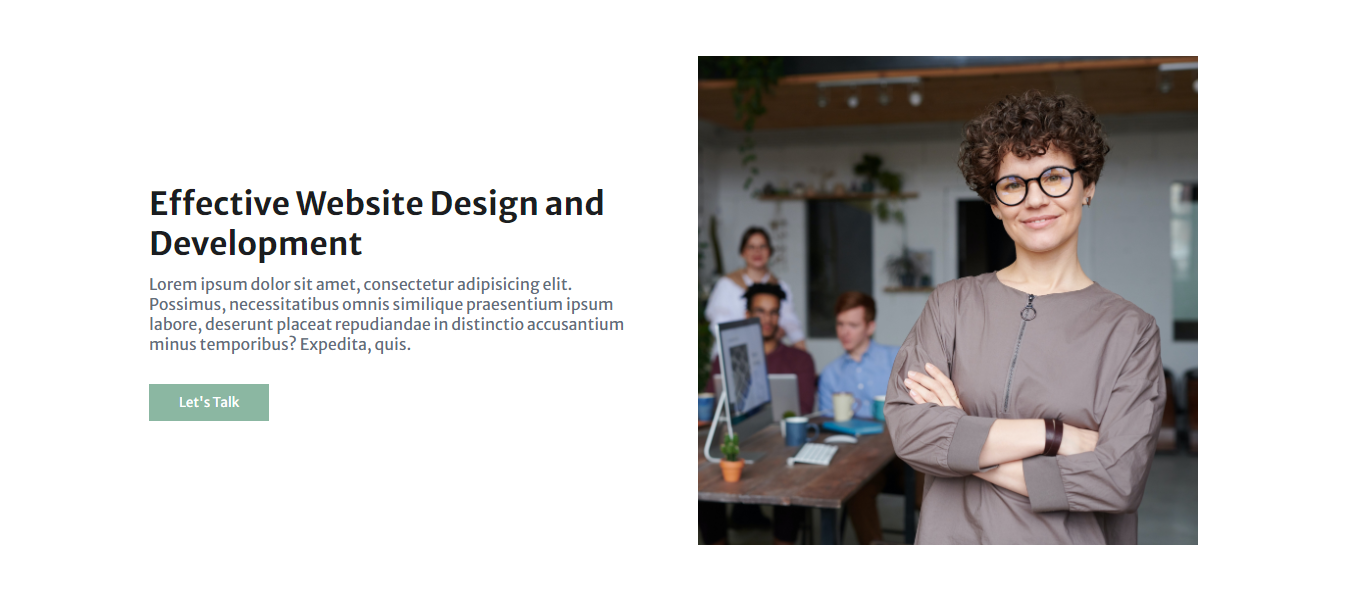 Effective Website Design and
Development
Lorem ipsum dolor sit amet, consectetur adipisicing elit.
Possimus, necessitatibus omnis similique praesentium ipsum
labore, deserunt placeat repudiandae in distinctio accusantium
minus temporibus? Expedita, quis.
Let's Talk